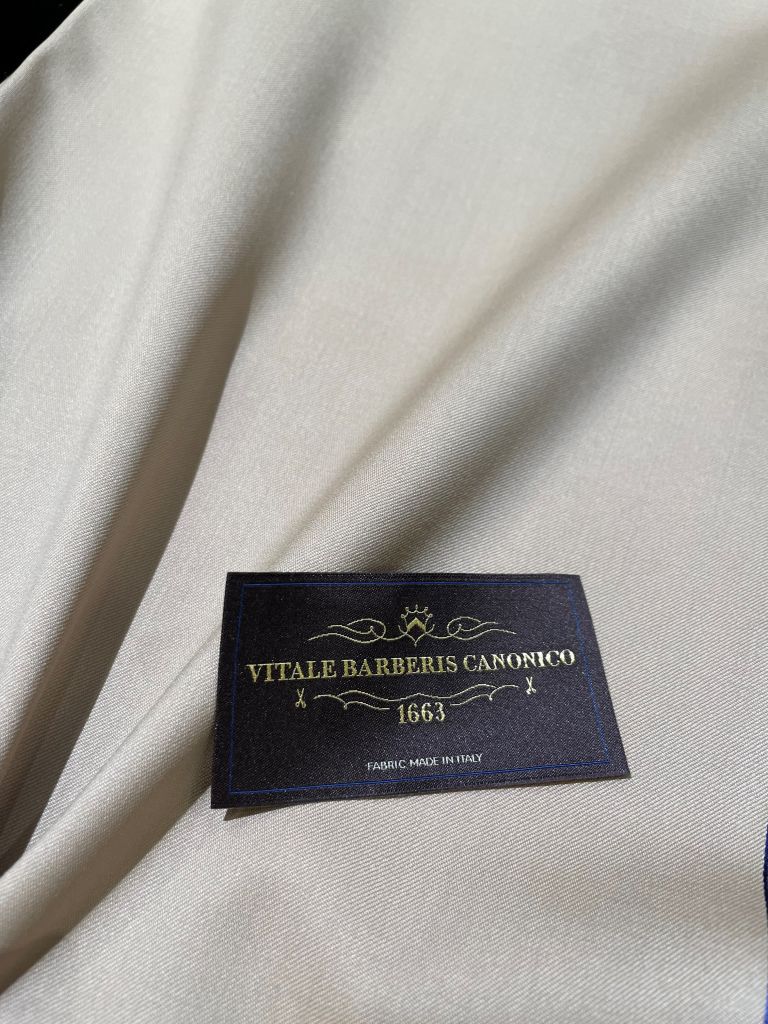 VITALE BARBERIS CANONICO
1663
FABRIC MADE IN ITALY